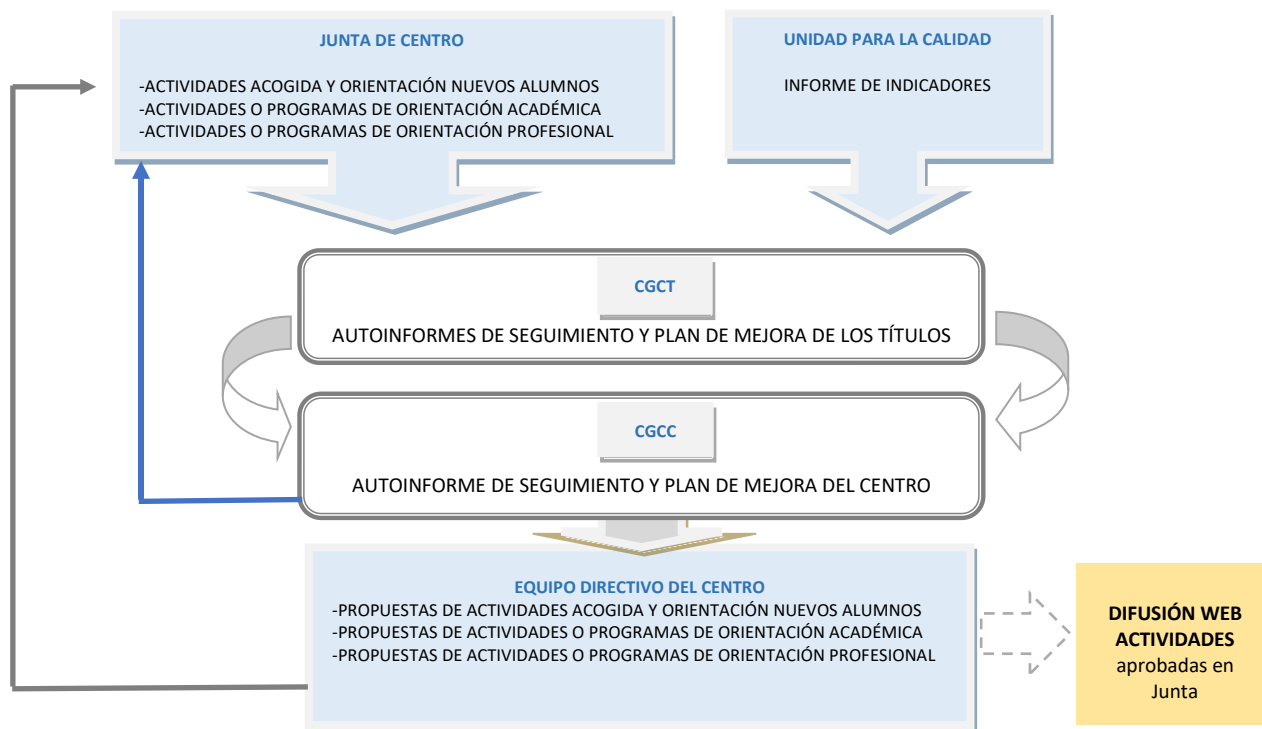 JUNTA DE CENTRO
-ACTIVIDADES ACOGIDA Y ORIENTACIÓN NUEVOS ALUMNOS
-ACTIVIDADES O PROGRAMAS DE ORIENTACIÓN ACADÉMICA
-ACTIVIDADES O PROGRAMAS DE ORIENTACIÓN PROFESIONAL
UNIDAD PARA LA CALIDAD
INFORME DE INDICADORES
CGCT
AUTOINFORMES DE SEGUIMIENTO Y PLAN DE MEJORA DE LOS TÍTULOS
CGCC
AUTOINFORME DE SEGUIMIENTO Y PLAN DE MEJORA DEL CENTRO
EQUIPO DIRECTIVO DEL CENTRO
-PROPUESTAS DE ACTIVIDADES ACOGIDA Y ORIENTACIÓN NUEVOS ALUMNOS
-PROPUESTAS DE ACTIVIDADES O PROGRAMAS DE ORIENTACIÓN ACADÉMICA
-PROPUESTAS DE ACTIVIDADES O PROGRAMAS DE ORIENTACIÓN PROFESIONAL
DIFUSIÓN WEB
ACTIVIDADES
aprobadas en
Junta